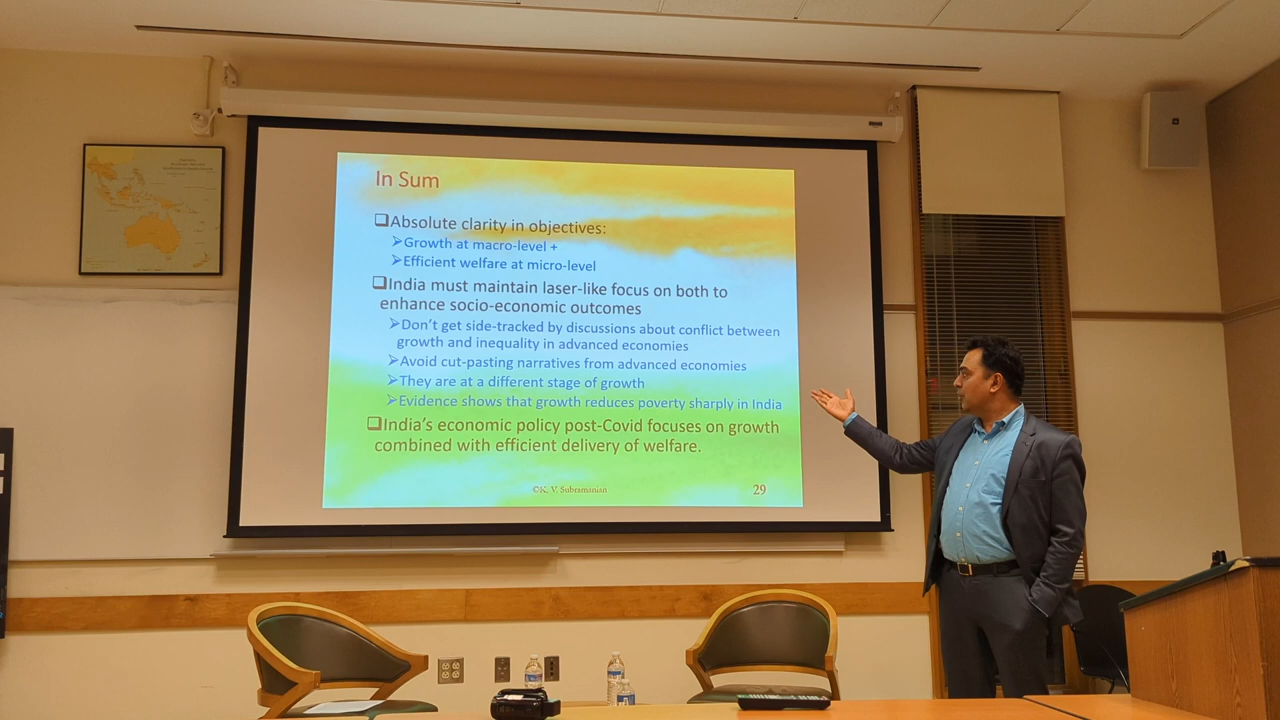 In Sum
❑Absolute clarity in objectives:
➢Growth at macro-level +
➢Efficient welfare at micro-level
❑India must maintain laser-like focus on both to
enhance socio-economic outcomes
➢Don't get side-tracked by discussions about conflict between
growth and inequality in advanced economies
➢Avoid cut-pasting narratives from advanced economies
➢They are at a different stage of growth
➢Evidence shows that growth reduces poverty sharply in India
❑India's economic policy post-Covid focuses on growth
combined with efficient delivery of welfare.
©K. V. Subramanian
29